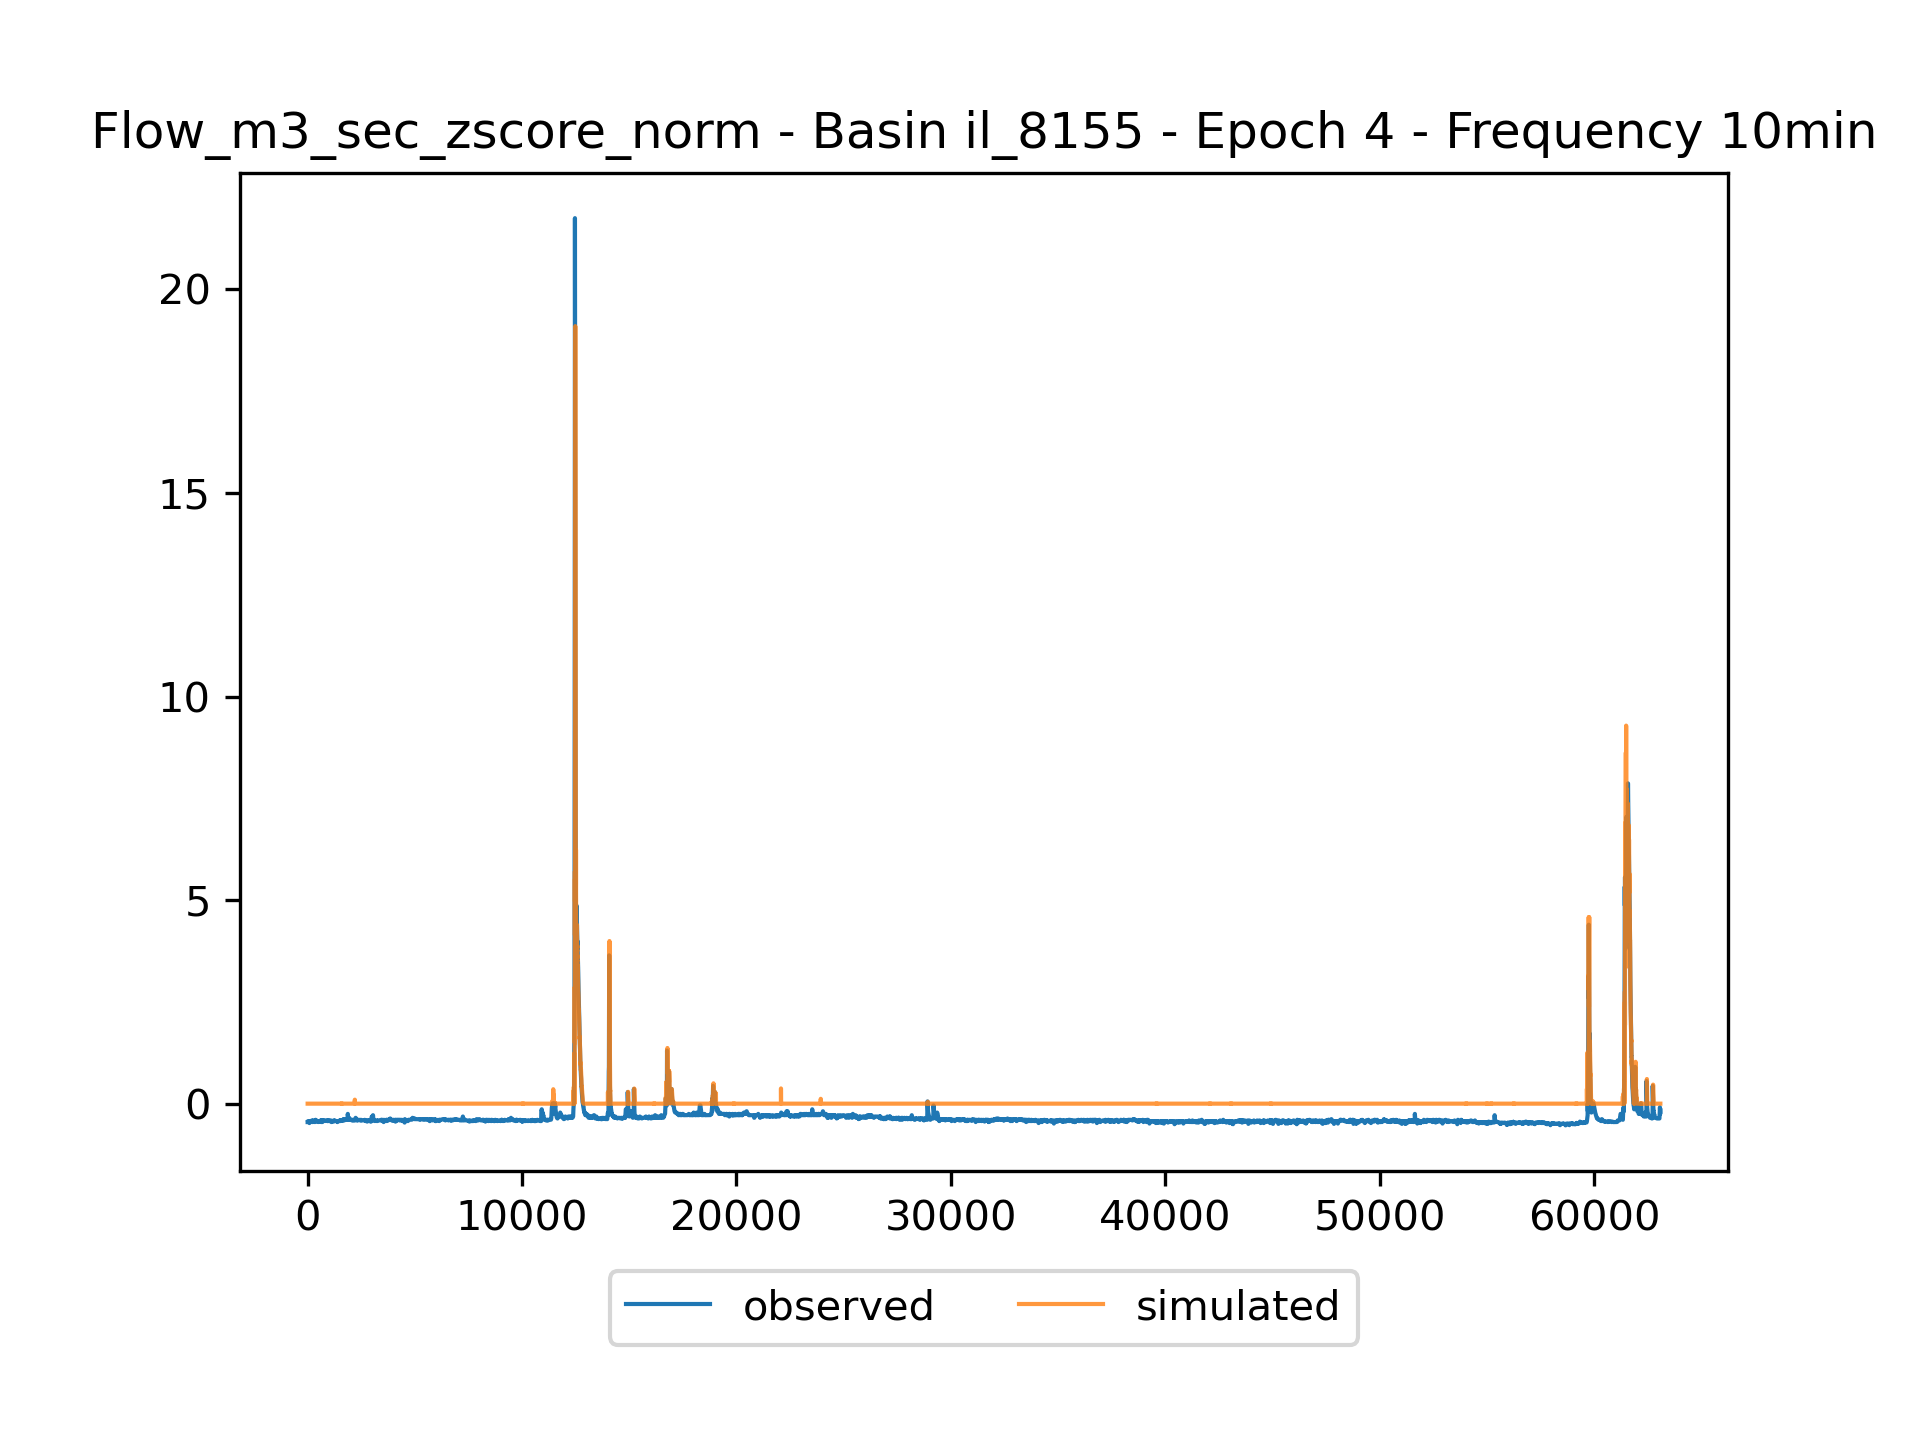 Flow_m3_sec_zscore_norm - Basin il_8155 - Epoch 4 - Frequency 10min
20
15
10
5
0
0 10000 20000 30000 40000 50000 60000
observed simulated